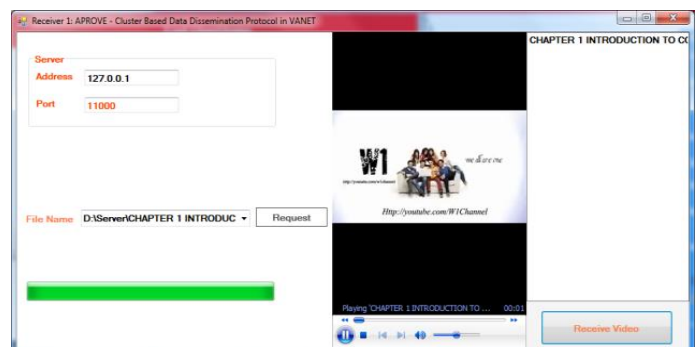 Receiver 1: APROVE - Cluster Based Data Dissemination Protocol in VANET
Server
Address 127.0.0.1
Port 11000
File Name D:\Server\CHAPTER 1 INTRODUC Request
W1
we are one
Http://youtube.com/W1Channel
Playing 'CHAPTER 1 INTRODUCTION TO ... 00:01
CHAPTER 1 INTRODUCTION TO CO
Receive Video